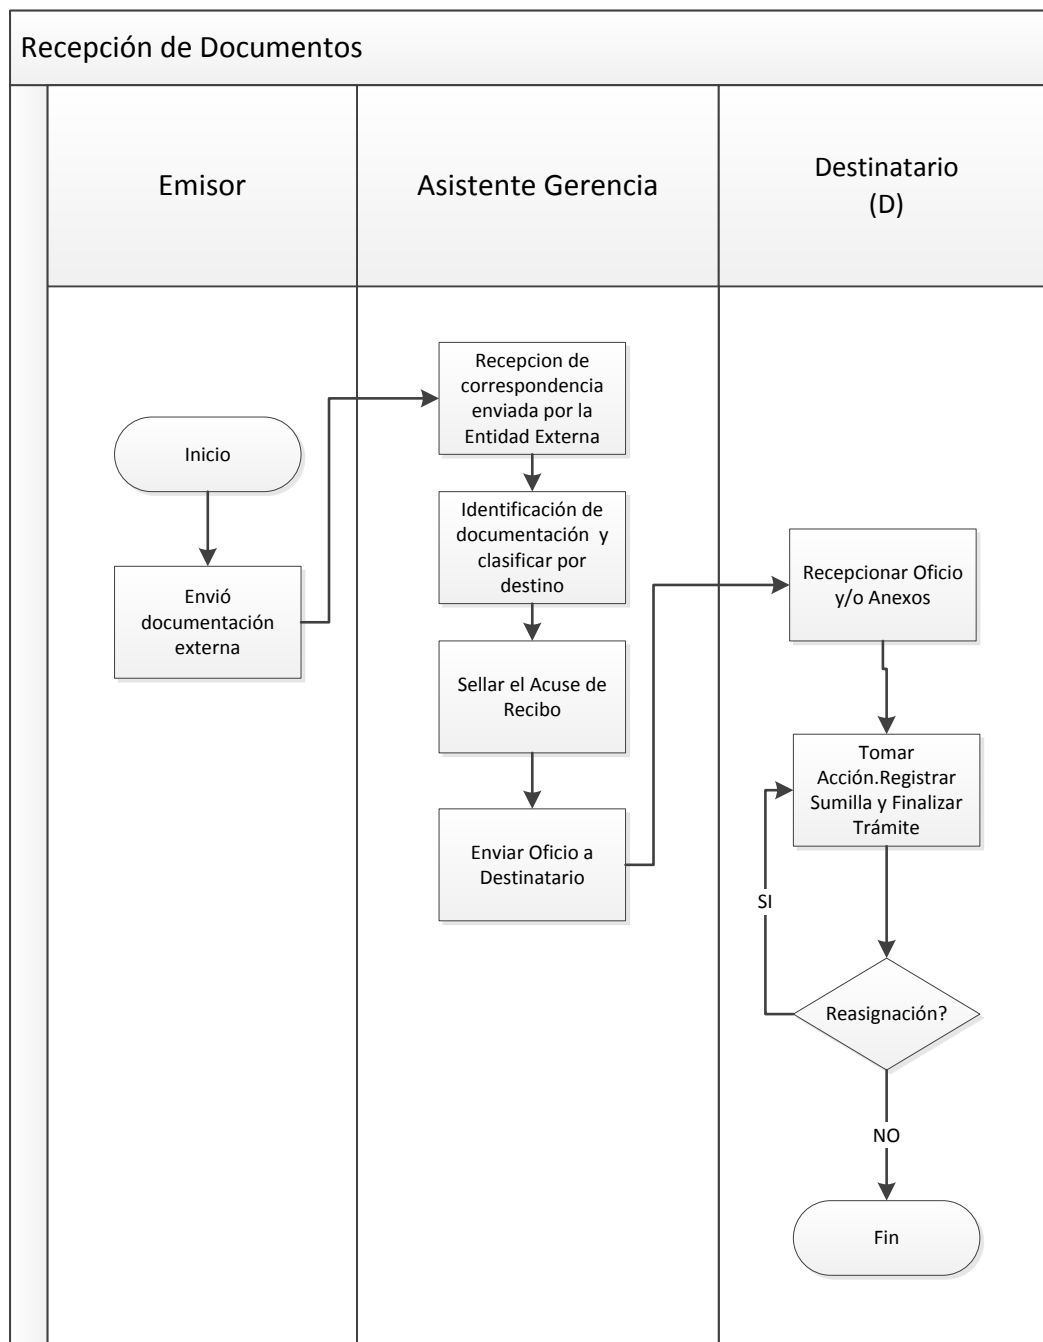 Recepción de Documentos
Emisor
Asistente Gerencia
Destinatario
(D)
Inicio
Envió
documentación
externa
Recepcion de
correspondencia
enviada por la
Entidad Externa
Identificación de
documentación y
clasificar por
destino
Sellar el Acuse de
Recibo
Enviar Oficio a
Destinatario
Recepcionar Oficio
y/o Anexos
Tomar
Acción.Registrar
Sumilla y Finalizar
Trámite
SI
Reasignación?
NO
Fin